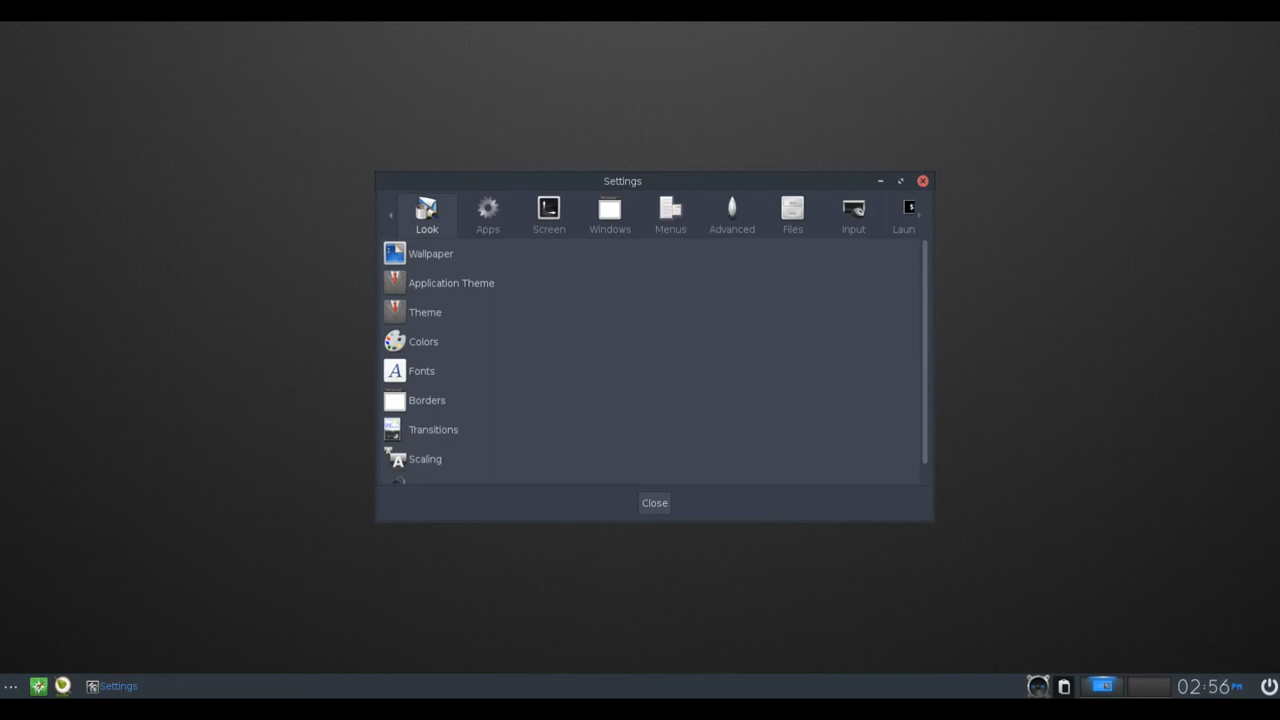 Settings
Look Apps Screen Windows Menus Advanced Files Input Laun
Wallpaper
Application Theme
Theme
Colors
Fonts
Borders
Transitions
Scaling
Close
Settings 02:56 PM